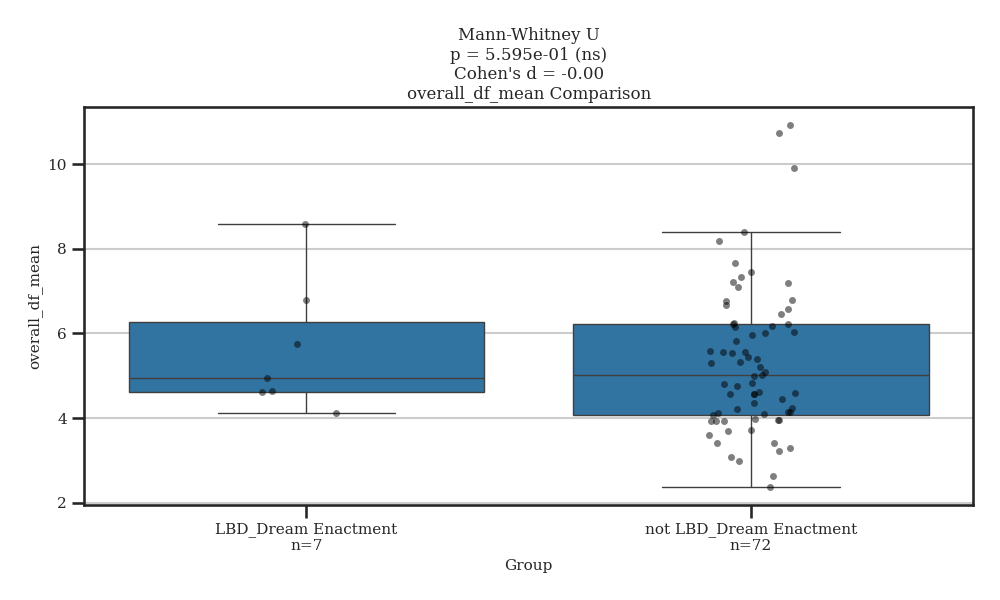 Mann-Whitney U
p = 5.595e-01 (ns)
Cohen's d = -0.00
overall_df_mean Comparison
10
8
6
4
2
overall_df_mean
LBD_Dream Enactment
n=7
not LBD_Dream Enactment
n=72
Group